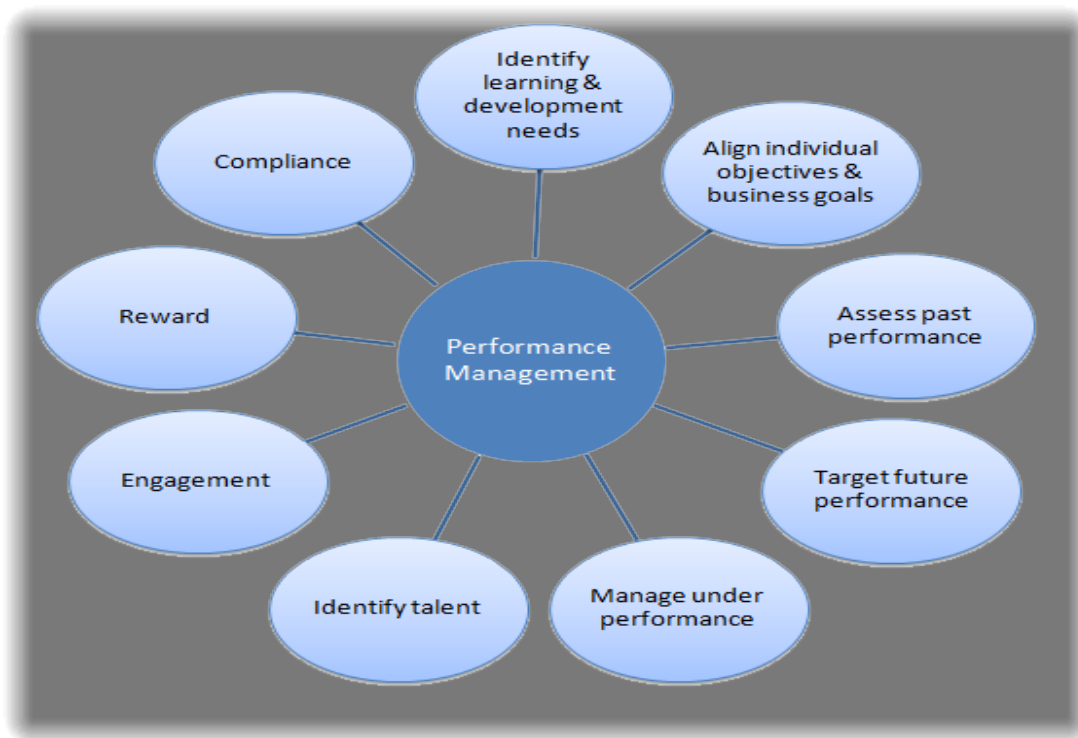 Identify
learning &
development
needs
Align individual
objectives &
business goals
Assess past
performance
Target future
performance
Manage under
performance
Identify talent
Engagement
Reward
Compliance
Performance
Management